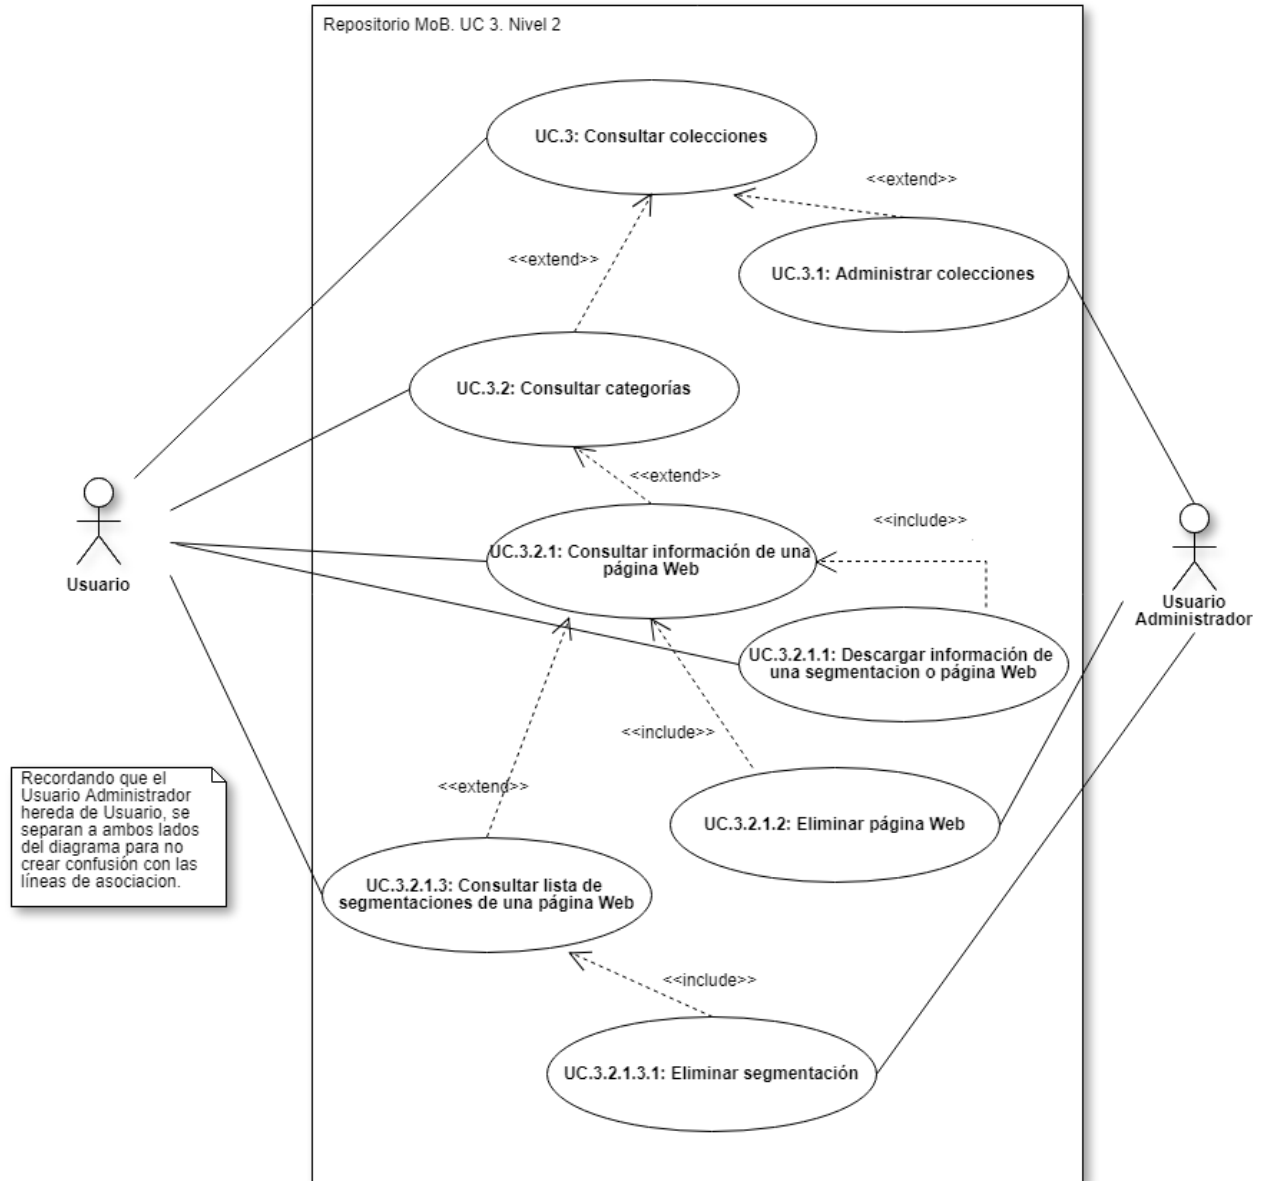 Repositorio MoB. UC 3. Nivel 2
UC.3: Consultar colecciones
<<extend>>
<<extend>>
UC.3.1: Administrar colecciones
UC.3.2: Consultar categorías
<<extend>>
<<include>>
UC.3.2.1: Consultar información de una
página Web
Usuario
Usuario
Administrador
UC.3.2.1.1: Descargar información de
una segmentacion o página Web
<<include>>
<<extend>>
Recordando que el
Usuario Administrador
hereda de Usuario, se
separan a ambos lados
del diagrama para no
crear confusión con las
líneas de asociacion.
UC.3.2.1.2: Eliminar página Web
UC.3.2.1.3: Consultar lista de
segmentaciones de una página Web
<<include>>
UC.3.2.1.3.1: Eliminar segmentación